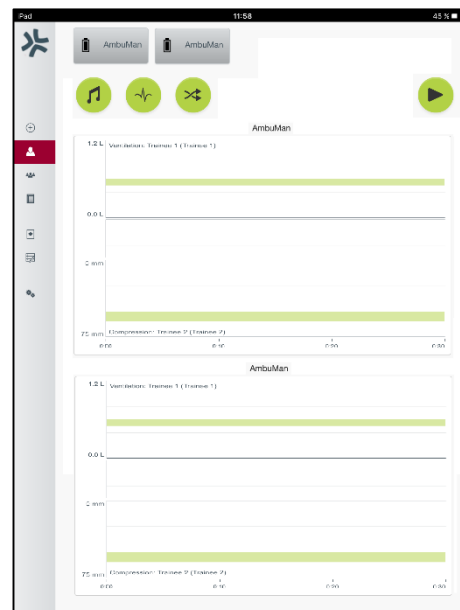 iPad 11:58 45 %
AmbuMan AmbuMan
AmbuMan
1.2 L Ventilation: Trainee 1 (Trainee 1)
0.0 L
0 mm
75 mm Compression: Trainee 2 (Trainee 2)
0:00 0:10 0:20 0:30
AmbuMan
1.2 L Ventilation: Trainee 1 (Trainee 1)
0.0 L
0 mm
75 mm Compression: Trainee 2 (Trainee 2)
0:00 0:10 0:20 0:30